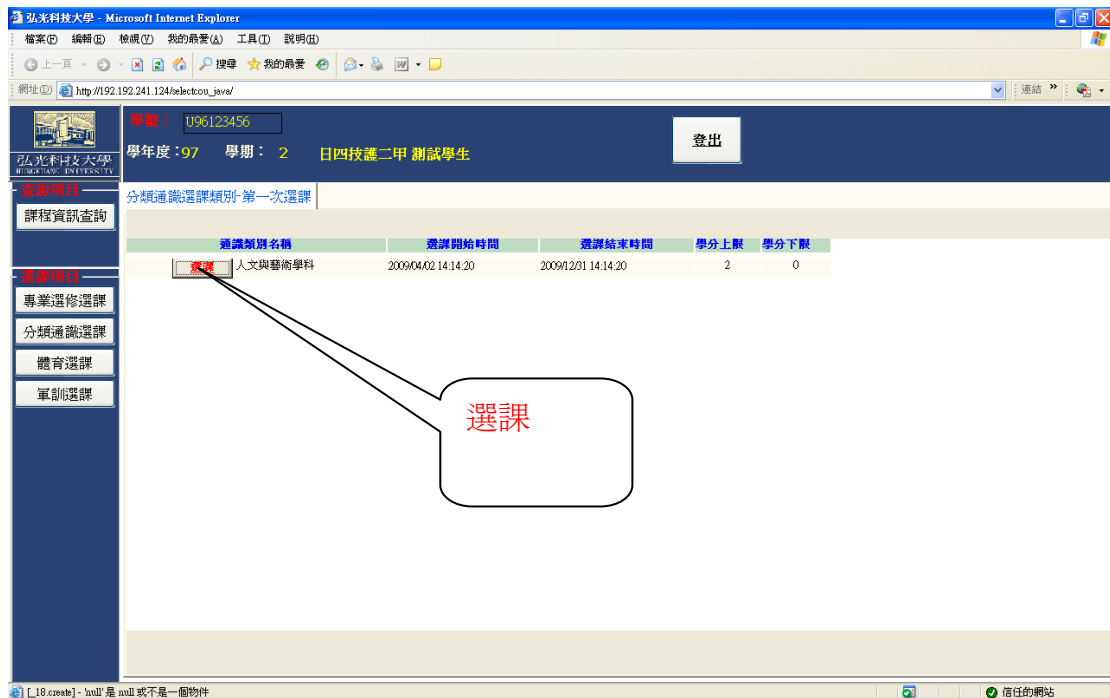 弘光科技大學 - Microsoft Internet Explorer
檔案(F) 編輯(E) 檢視(V) 我的最愛(A) 工具(T) 說明(H)
上一頁 搜尋 我的最愛
網址(D) http://192.192.241.124/selectcou_java/ 連結 »
學號： U96123456
學年度：97 學期： 2 日四技護二甲 測試學生
登出
弘光科技大學
HUNGKUANG UNIVERSITY
查詢項目
課程資訊查詢
選課項目
專業選修選課
分類通識選課
體育選課
軍訓選課
分類通識選課類別-第一次選課
通識類別名稱 選課開始時間 選課結束時間 學分上限 學分下限
選課 人文與藝術學科 2009/04/02 14:14:20 2009/12/31 14:14:20 2 0
選課
[_18.create] - 'null' 是 null 或不是一個物件 信任的網站